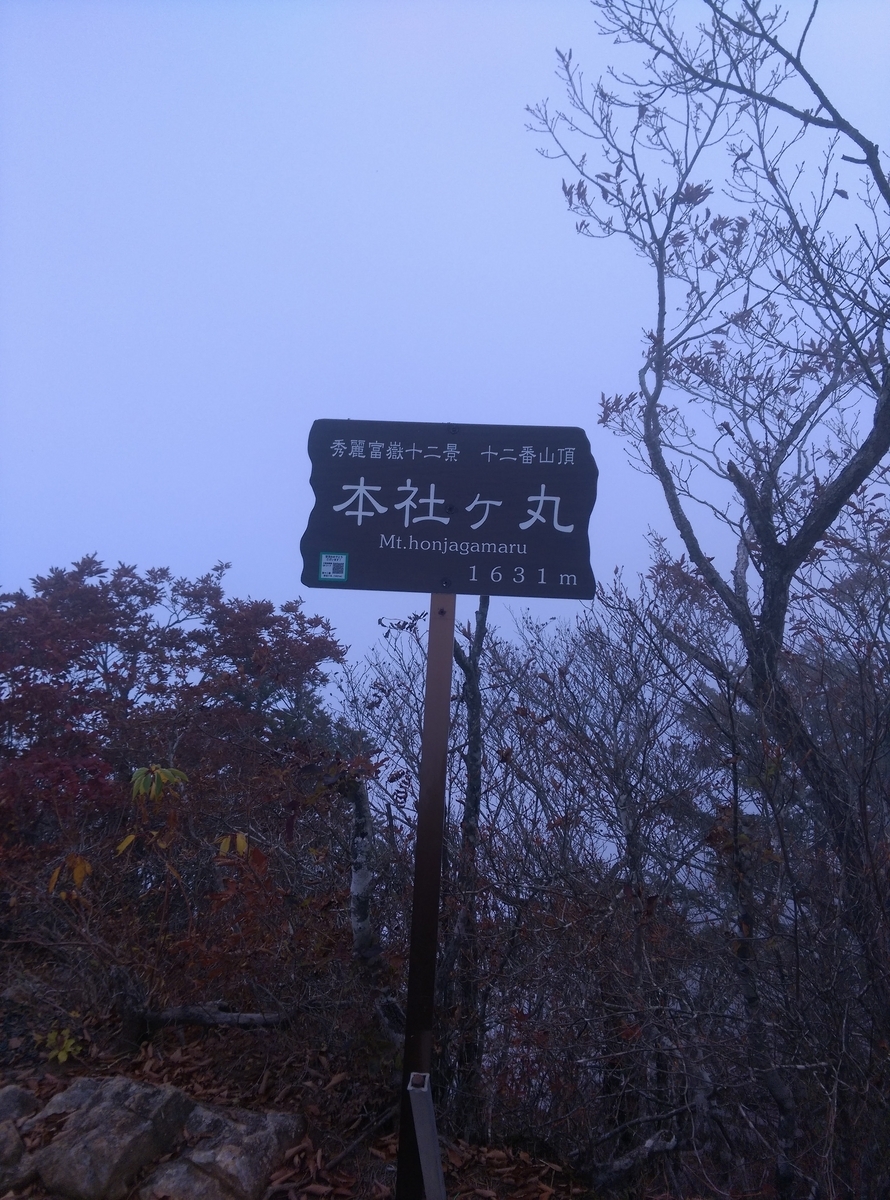 秀麗富嶽十二景 十二番山頂
本社ヶ丸
Mt.honjagamaru
1631m